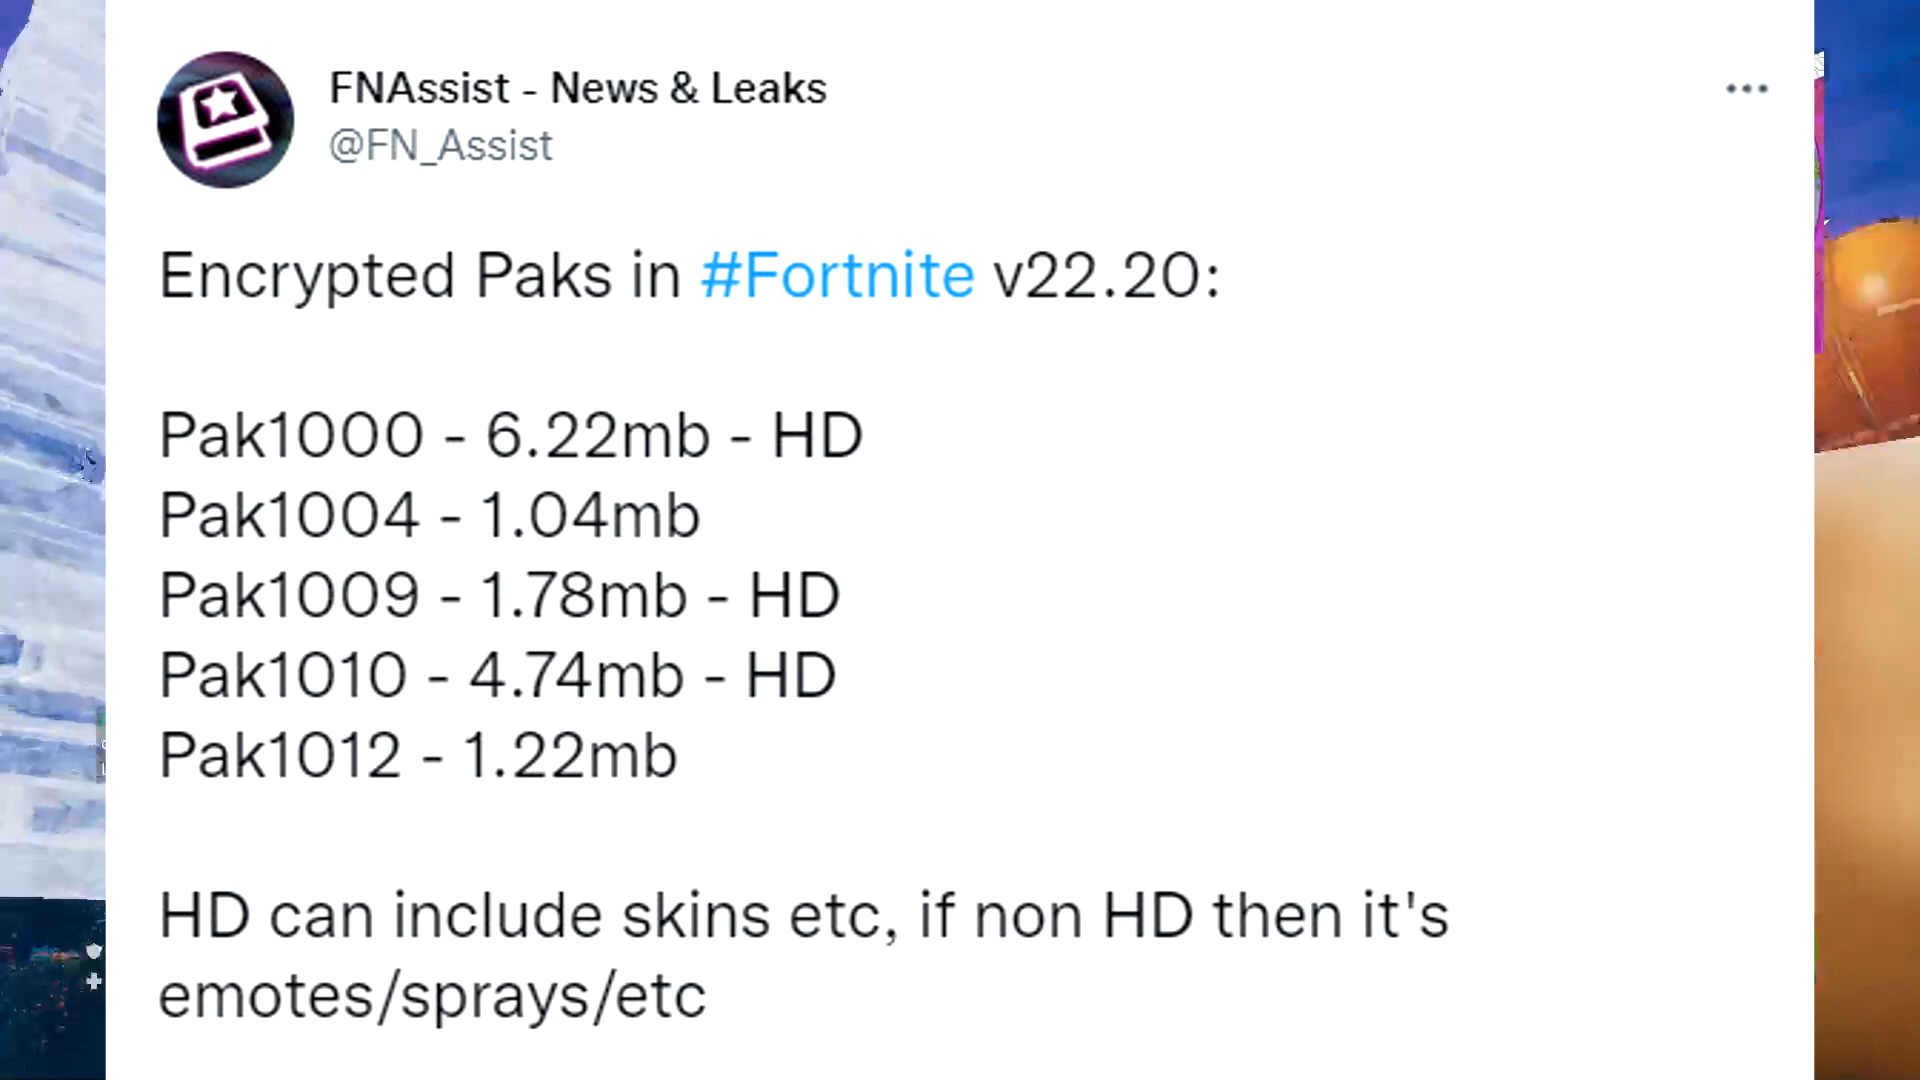 FNAssist - News & Leaks
@FN_Assist
Encrypted Paks in #Fortnite v22.20:
Pak1000 - 6.22mb - HD
Pak1004 - 1.04mb
Pak1009 - 1.78mb - HD
Pak1010 - 4.74mb - HD
Pak1012 - 1.22mb
HD can include skins etc, if non HD then it's
emotes/sprays/etc